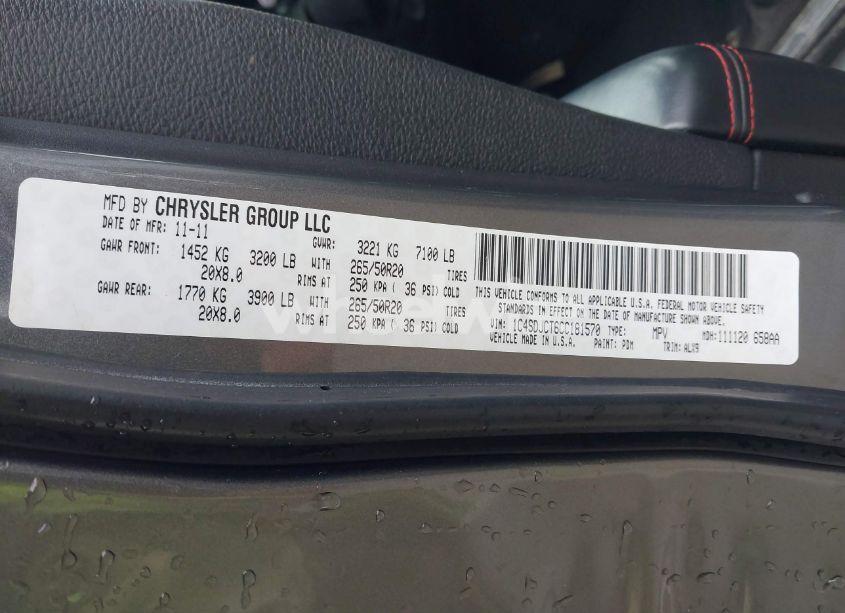 MFD BY CHRYSLER GROUP LLC
DATE OF MFR: 11-11 GVWR: 3221 KG 7100 LB
GAWR FRONT: 1452 KG 3200 LB WITH 265/50R20 TIRES
20X8.0 RIMS AT 250 KPA ( 36 PSI) COLD
GAWR REAR: 1770 KG 3900 LB WITH 265/50R20 TIRES
20X8.0 RIMS AT 250 KPA ( 36 PSI) COLD
THIS VEHICLE CONFORMS TO ALL APPLICABLE U.S.A. FEDERAL MOTOR VEHICLE SAFETY
STANDARDS IN EFFECT ON THE DATE OF MANUFACTURE SHOWN ABOVE.
VIN: 1C4SDJCT6CC181570 TYPE: MPV MDH: 111120 658AA
VEHICLE MADE IN U.S.A. PAINT: PDM TRIM: ALX9